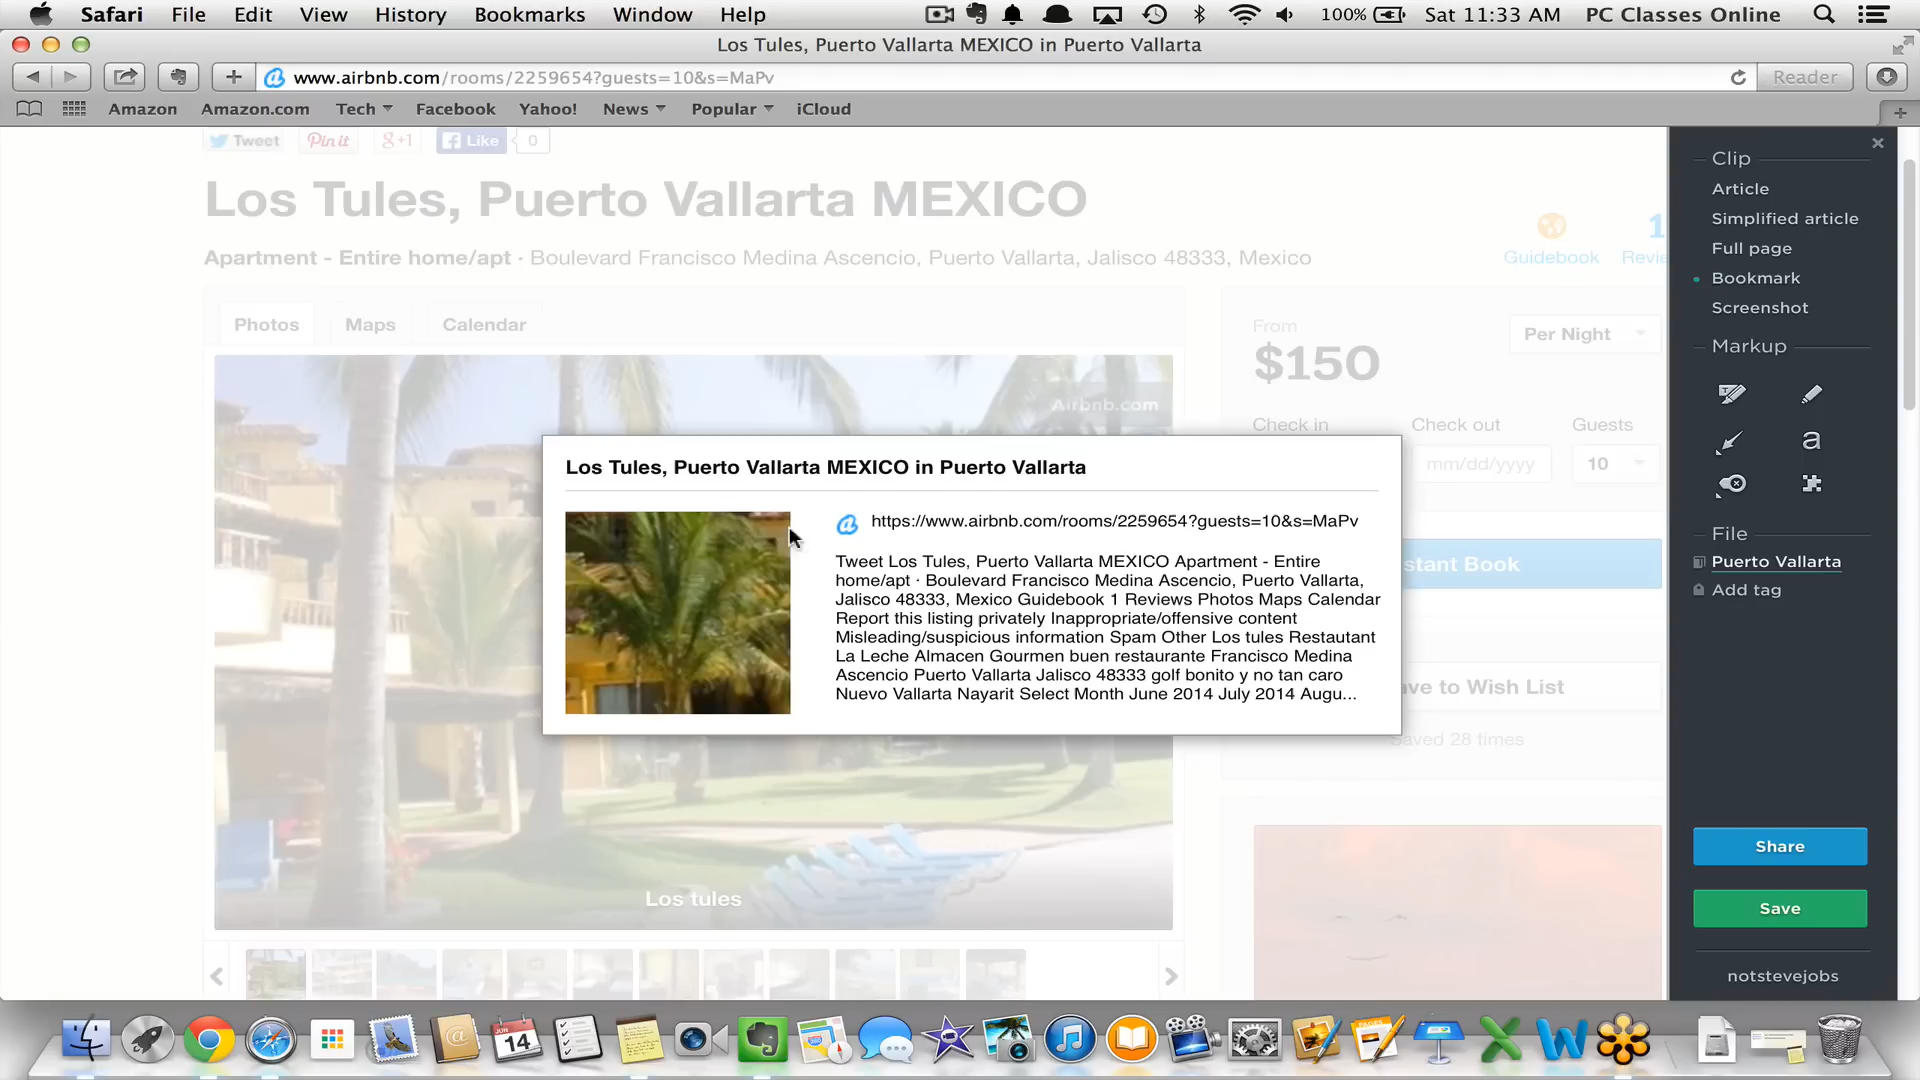 Safari File Edit View History Bookmarks Window Help 100% Sat 11:33 AM PC Classes Online
Los Tules, Puerto Vallarta MEXICO in Puerto Vallarta
www.airbnb.com/rooms/2259654?guests=10&s=MaPv Reader
Amazon Amazon.com Tech Facebook Yahoo! News Popular iCloud
Tweet Pin it g+1 Like 0
Los Tules, Puerto Vallarta MEXICO
Apartment - Entire home/apt · Boulevard Francisco Medina Ascencio, Puerto Vallarta, Jalisco 48333, Mexico
Guidebook
1
Photos Maps Calendar
From
$150
Per Night
Check in Check out Guests
mm/dd/yyyy 10
Airbnb.com
Los Tules, Puerto Vallarta MEXICO in Puerto Vallarta
https://www.airbnb.com/rooms/2259654?guests=10&s=MaPv
Tweet Los Tules, Puerto Vallarta MEXICO Apartment - Entire
home/apt · Boulevard Francisco Medina Ascencio, Puerto Vallarta,
Jalisco 48333, Mexico Guidebook 1 Reviews Photos Maps Calendar
Report this listing privately Inappropriate/offensive content
Misleading/suspicious information Spam Other Los tules Restautant
La Leche Almacen Gourmen buen restaurante Francisco Medina
Ascencio Puerto Vallarta Jalisco 48333 golf bonito y no tan caro
Nuevo Vallarta Nayarit Select Month June 2014 July 2014 Augu...
stant Book
ve to Wish List
Saved 28 times
Los tules
Clip
Article
Simplified article
Full page
Bookmark
Screenshot
Markup
a
File
Puerto Vallarta
Add tag
Share
Save
notstevejobs
JUN
14
PAGES